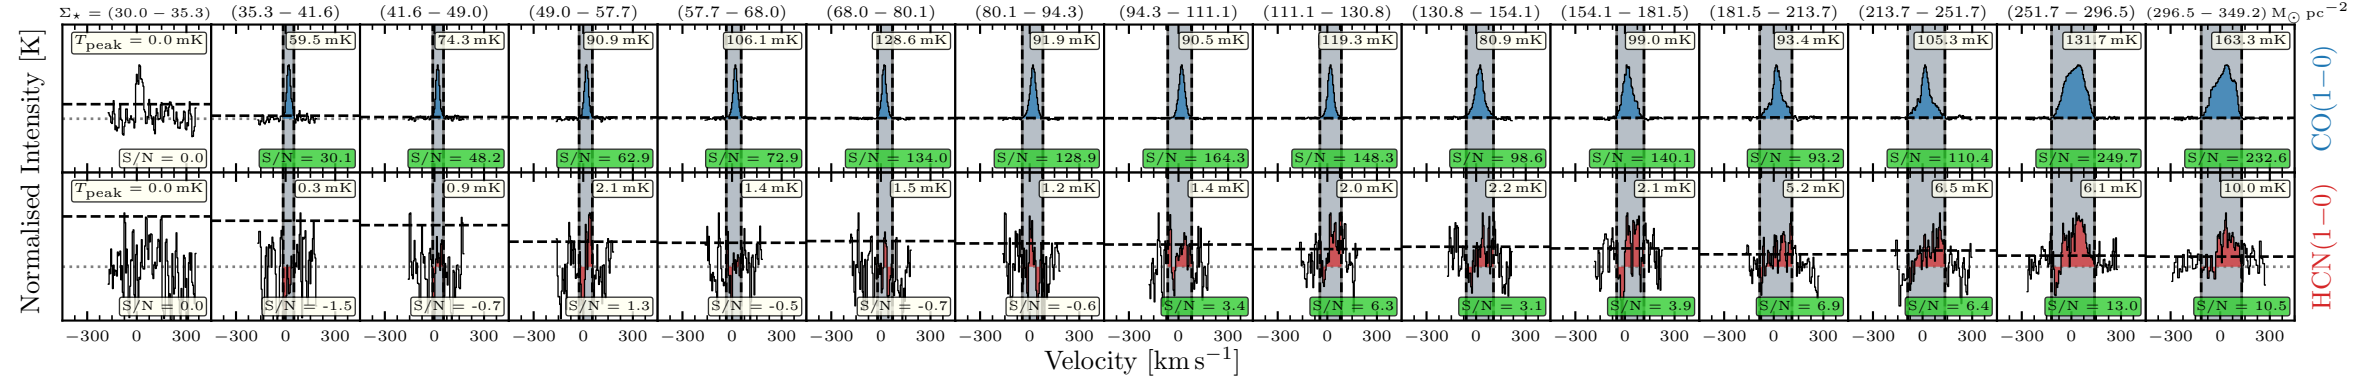 Σ⋆ = (30.0 − 35.3) (35.3 − 41.6) (41.6 − 49.0) (49.0 − 57.7) (57.7 − 68.0) (68.0 − 80.1) (80.1 − 94.3) (94.3 − 111.1) (111.1 − 130.8) (130.8 − 154.1) (154.1 − 181.5) (181.5 − 213.7) (213.7 − 251.7) (251.7 − 296.5) (296.5 − 349.2) M⊙ pc−2
Tpeak = 0.0 mK 59.5 mK 74.3 mK 90.9 mK 106.1 mK 128.6 mK 91.9 mK 90.5 mK 119.3 mK 80.9 mK 99.0 mK 93.4 mK 105.3 mK 131.7 mK 163.3 mK
S/N = 0.0 S/N = 30.1 S/N = 48.2 S/N = 62.9 S/N = 72.9 S/N = 134.0 S/N = 128.9 S/N = 164.3 S/N = 148.3 S/N = 98.6 S/N = 140.1 S/N = 93.2 S/N = 110.4 S/N = 249.7 S/N = 232.6
CO(1−0)
Tpeak = 0.0 mK 0.3 mK 0.9 mK 2.1 mK 1.4 mK 1.5 mK 1.2 mK 1.4 mK 2.0 mK 2.2 mK 2.1 mK 5.2 mK 6.5 mK 6.1 mK 10.0 mK
S/N = 0.0 S/N = -1.5 S/N = -0.7 S/N = 1.3 S/N = -0.5 S/N = -0.7 S/N = -0.6 S/N = 3.4 S/N = 6.3 S/N = 3.1 S/N = 3.9 S/N = 6.9 S/N = 6.4 S/N = 13.0 S/N = 10.5
HCN(1−0)
Normalised Intensity [K]
−300 0 300 −300 0 300 −300 0 300 −300 0 300 −300 0 300 −300 0 300 −300 0 300 −300 0 300 −300 0 300 −300 0 300 −300 0 300 −300 0 300 −300 0 300 −300 0 300 −300 0 300
Velocity [km s−1]